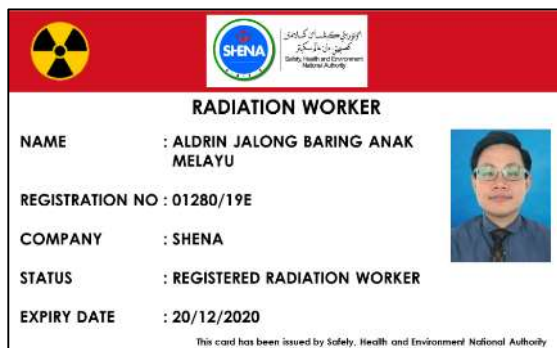 SHENA
Safety, Health and Environment
National Authority
RADIATION WORKER
NAME : ALDRIN JALONG BARING ANAK
MELAYU
REGISTRATION NO : 01280/19E
COMPANY : SHENA
STATUS : REGISTERED RADIATION WORKER
EXPIRY DATE : 20/12/2020
This card has been issued by Safety, Health and Environment National Authority